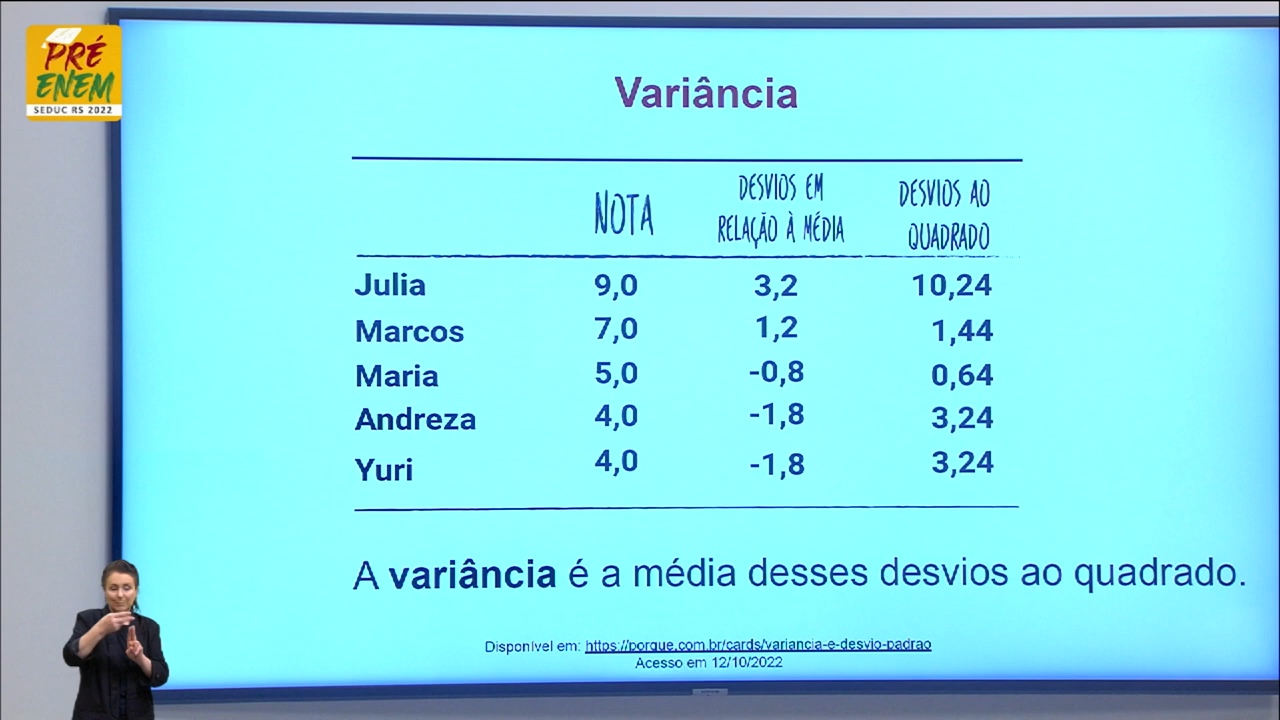 PRÉ
ENEM
SEDUC RS 2022
Variância
NOTA DESVIOS EM RELAÇÃO À MÉDIA DESVIOS AO QUADRADO
Julia 9,0 3,2 10,24
Marcos 7,0 1,2 1,44
Maria 5,0 -0,8 0,64
Andreza 4,0 -1,8 3,24
Yuri 4,0 -1,8 3,24
A variância é a média desses desvios ao quadrado.
Disponível em: https://porque.com.br/cards/variancia-e-desvio-padrao
Acesso em 12/10/2022